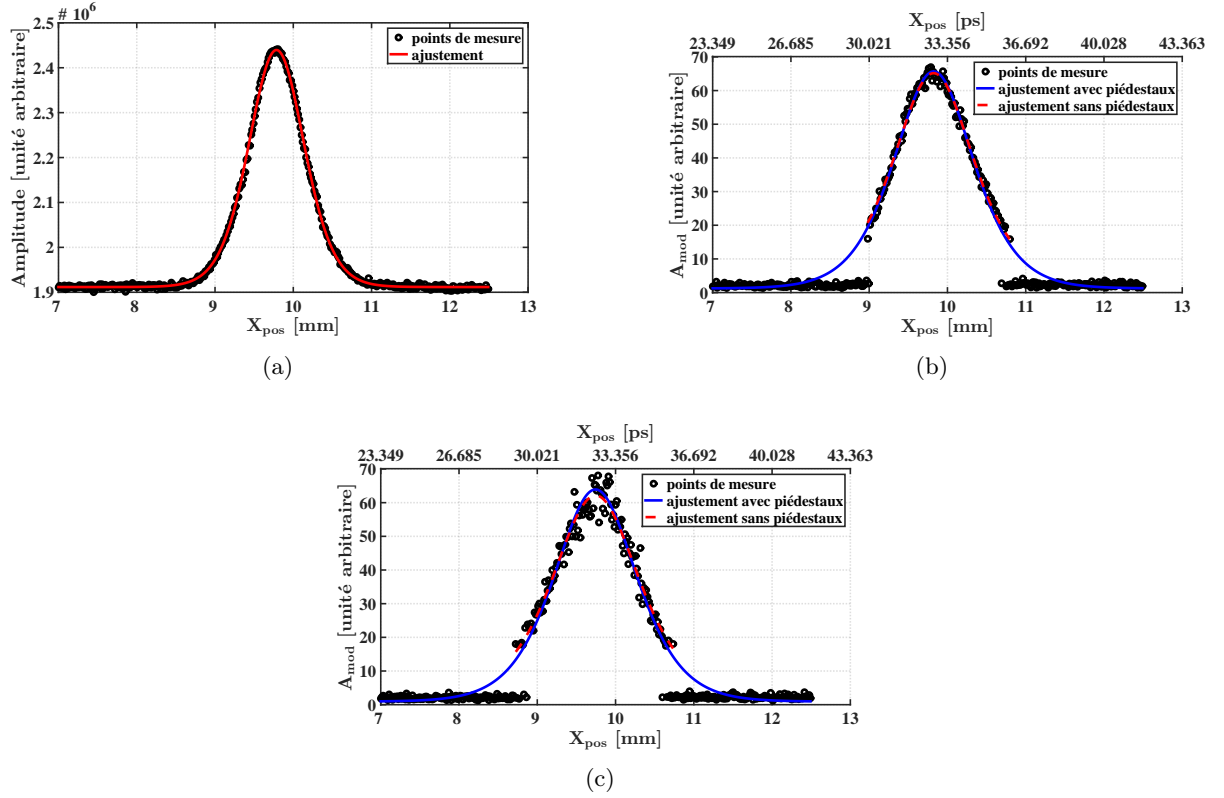 # 10^6
2.5
2.4
2.2
2.1
1.9
Amplitude [unité arbitraire]
points de mesure
ajustement
7 8 9 10 11 12 13
X_pos [mm]
(a)
X_pos [ps]
23.349 26.685 30.021 33.356 36.692 40.028 43.363
70
60
50
40
30
20
10
0
A_mod [unité arbitraire]
points de mesure
ajustement avec piédestaux
ajustement sans piédestaux
7 8 9 10 11 12 13
X_pos [mm]
(b)
X_pos [ps]
23.349 26.685 30.021 33.356 36.692 40.028 43.363
70
60
50
40
30
20
10
0
A_mod [unité arbitraire]
points de mesure
ajustement avec piédestaux
ajustement sans piédestaux
7 8 9 10 11 12 13
X_pos [mm]
(c)